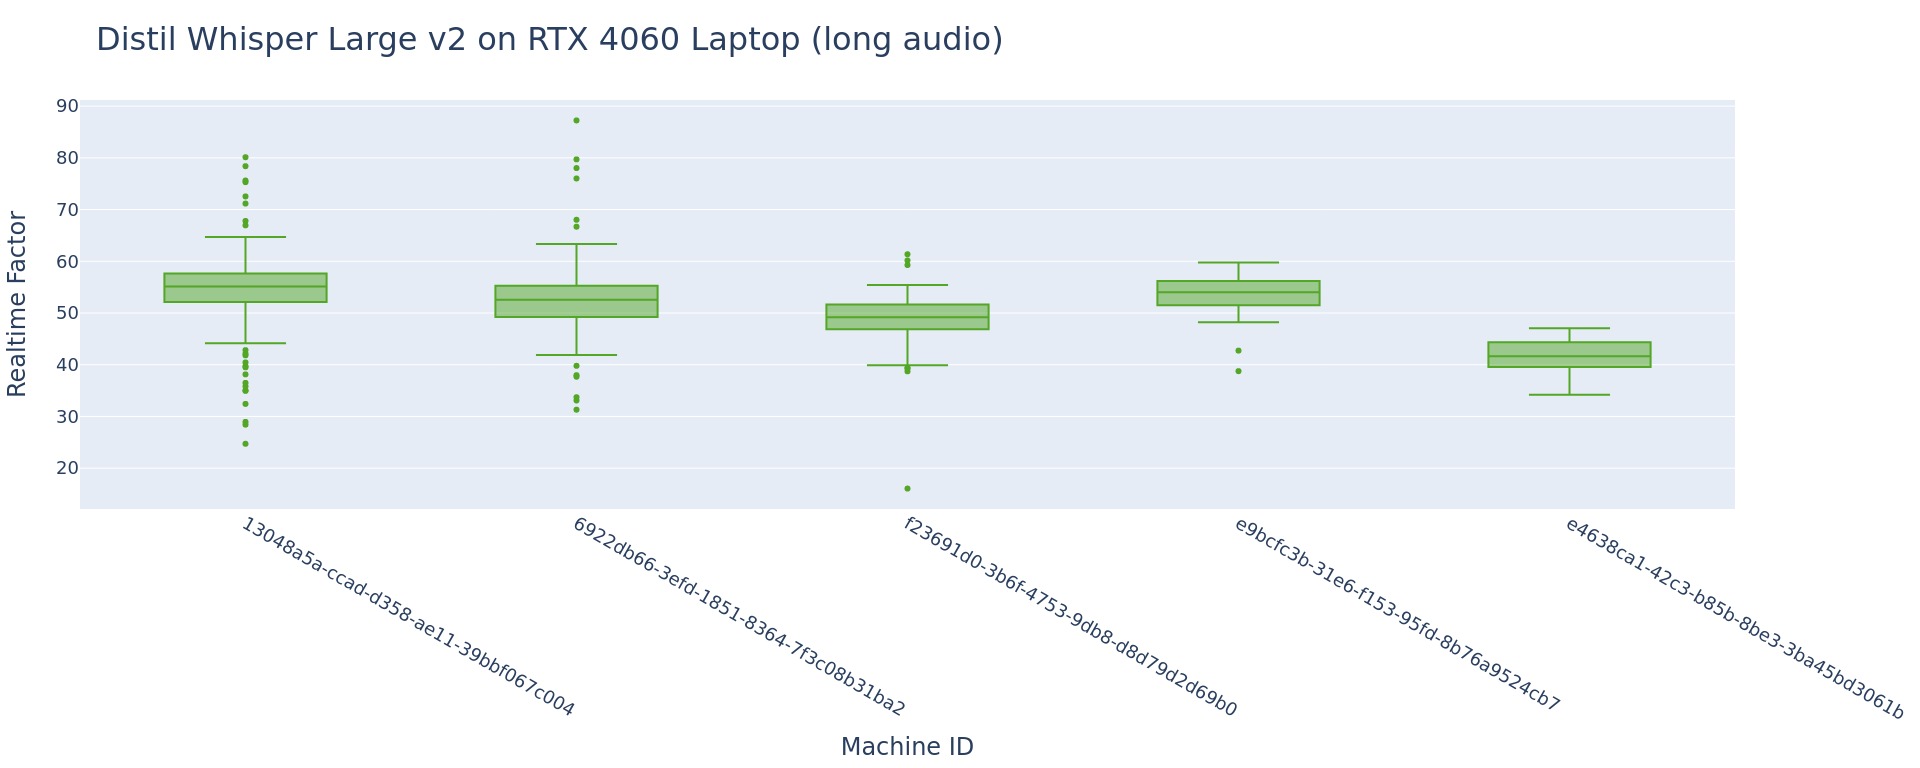 Distil Whisper Large v2 on RTX 4060 Laptop (long audio)
Realtime Factor
90
80
70
60
50
40
30
20
13048a5a-ccad-d358-ae11-39bbf067c004
6922db66-3efd-1851-8364-7f3c08b31ba2
f23691d0-3b6f-4753-9db8-d8d79d2d69b0
e9bcfc3b-31e6-f153-95fd-8b76a9524cb7
e4638ca1-42c3-b85b-8be3-3ba45bd3061b
Machine ID